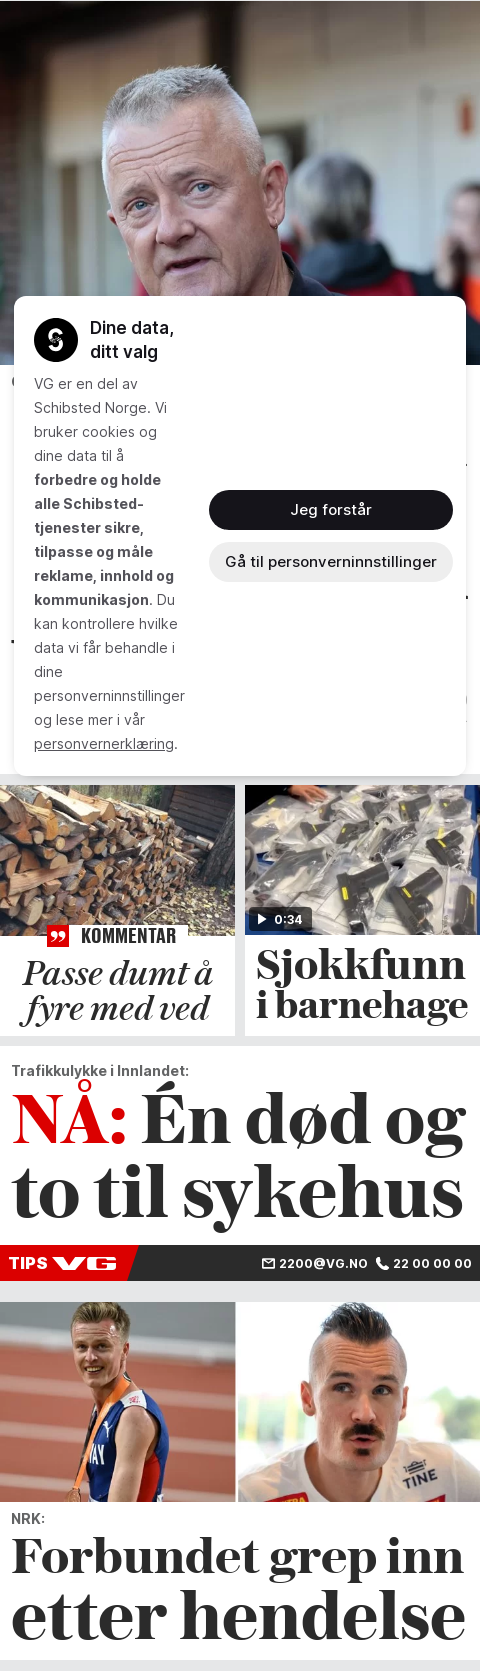 Dine data,
ditt valg
VG er en del av
Schibsted Norge. Vi
bruker cookies og
dine data til å
forbedre og holde
alle Schibsted-
tjenester sikre,
tilpasse og måle
reklame, innhold og
kommunikasjon. Du
kan kontrollere hvilke
data vi får behandle i
dine
personverninnstillinger
og lese mer i vår
personvernerklæring.
Jeg forstår
Gå til personverninnstillinger
KOMMENTAR
Passe dumt å
fyre med ved
0:34
Sjokkfunn
i barnehage
Trafikkulykke i Innlandet:
NÅ: Én død og
to til sykehus
TIPS VG 2200@VG.NO 22 00 00 00
WAY
TINE
NRK:
Forbundet grep inn
etter hendelse